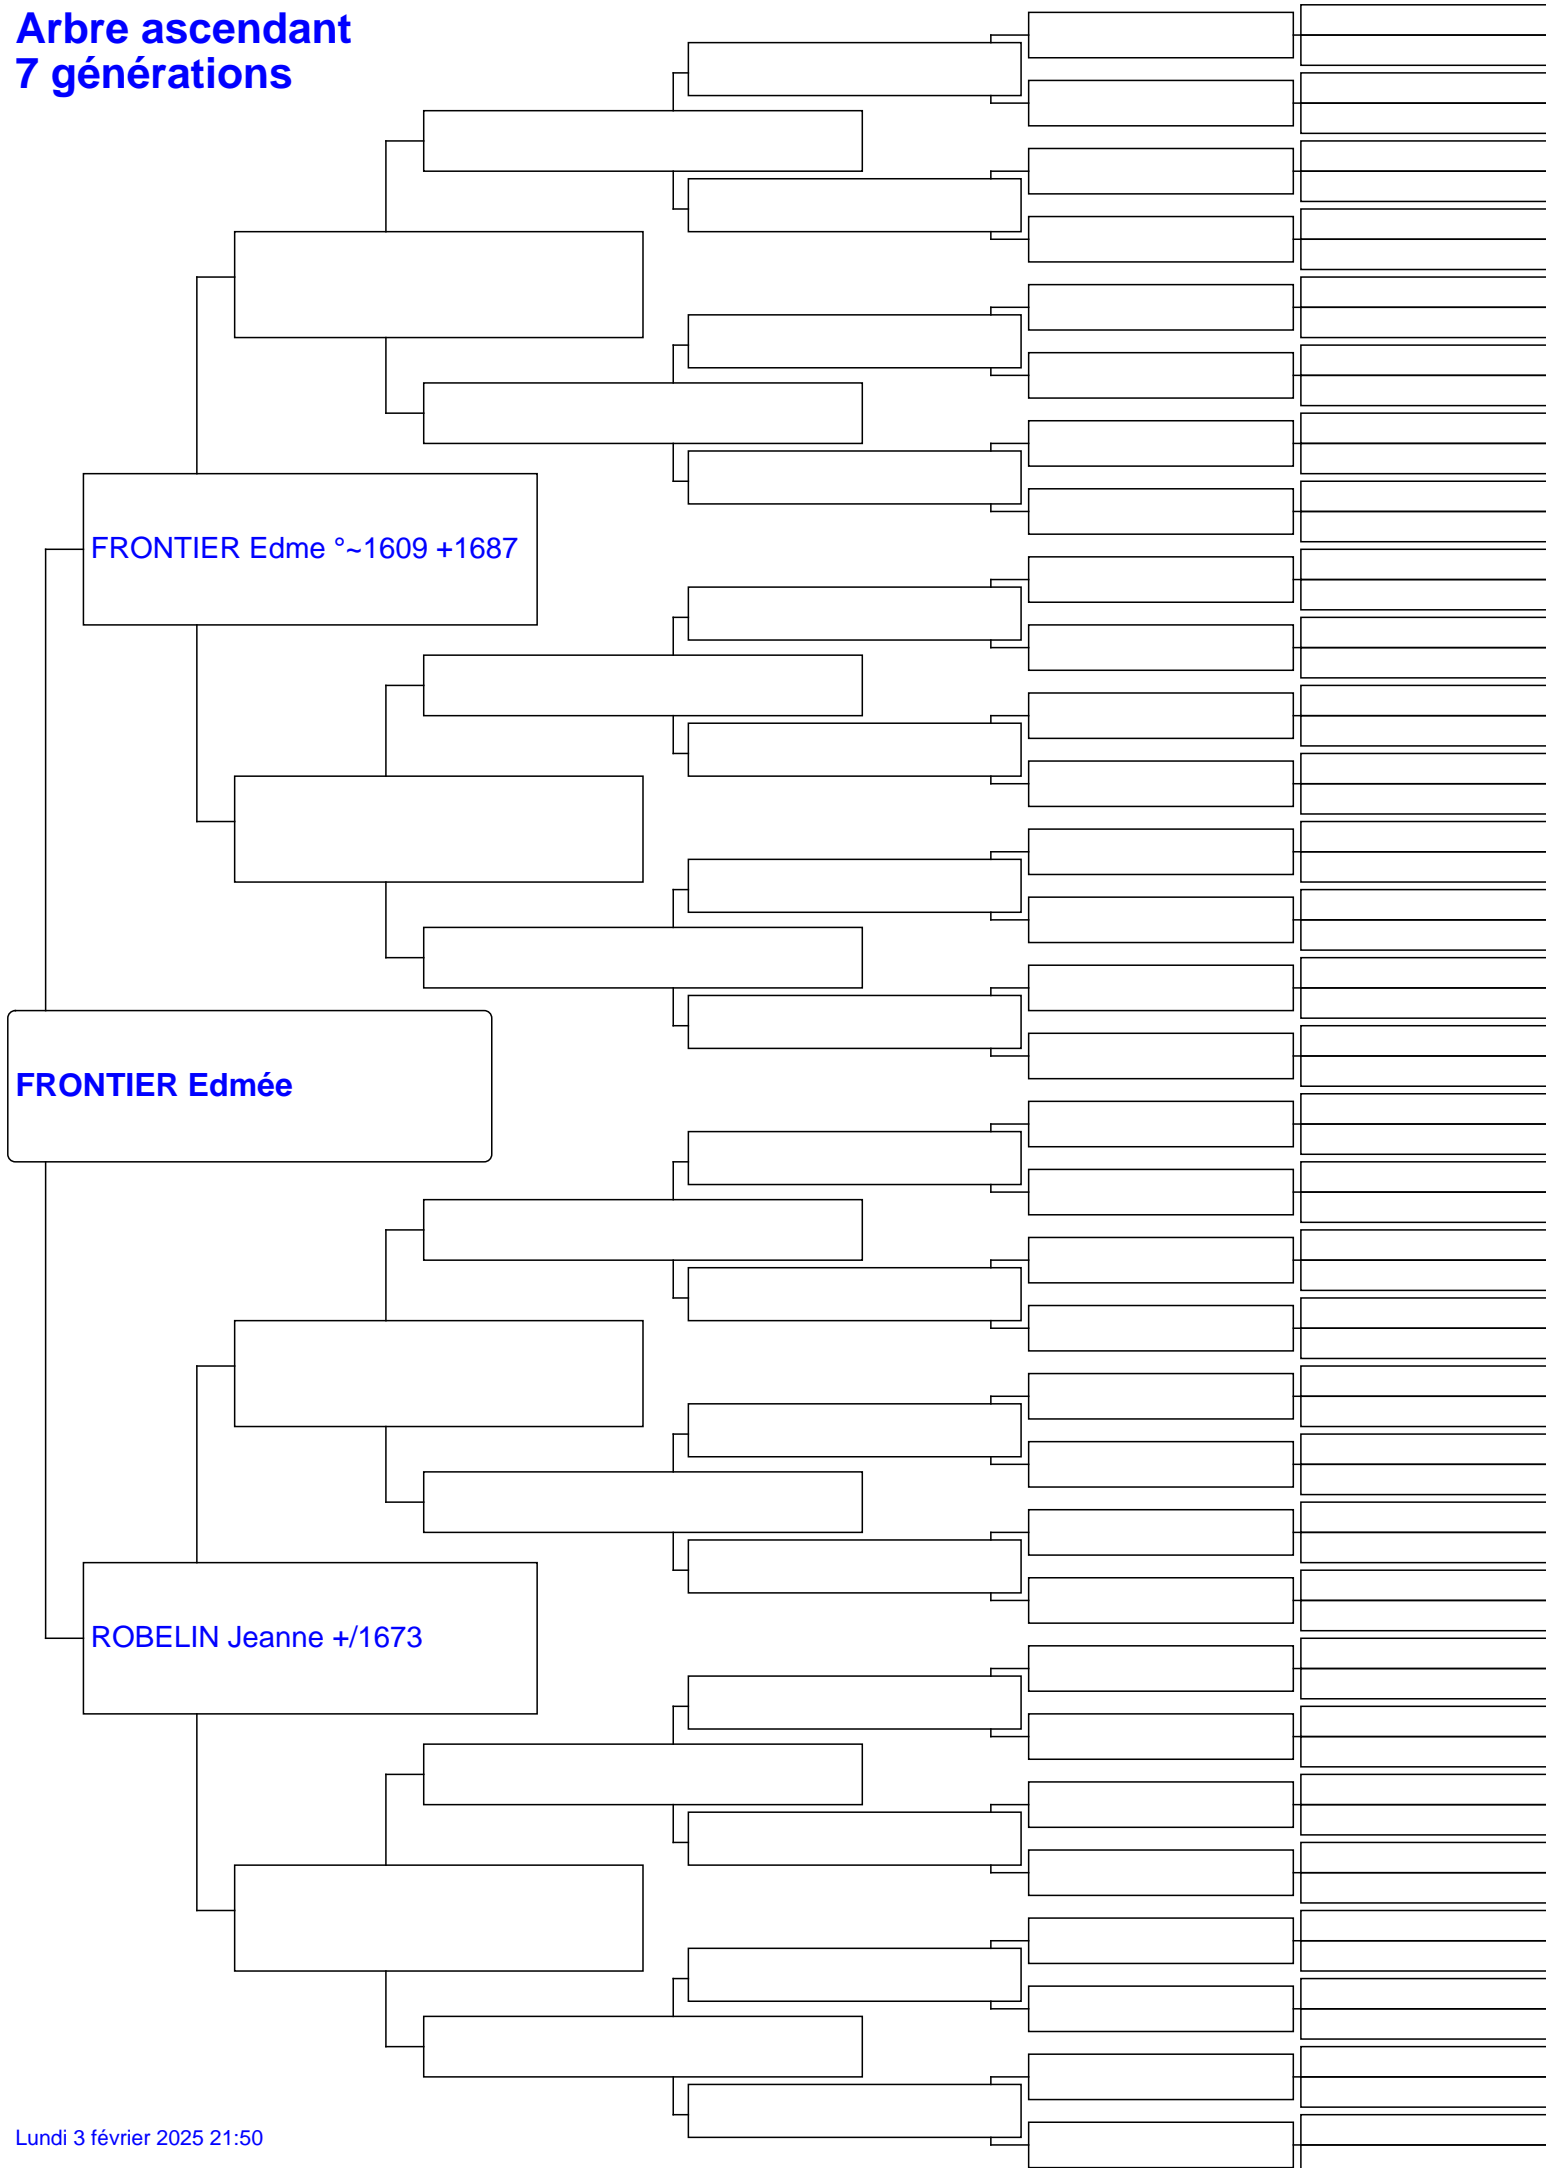 Arbre ascendant
7 générations
FRONTIER Edme °~1609 +1687
FRONTIER Edmée
ROBELIN Jeanne +/1673
Lundi 3 février 2025 21:50